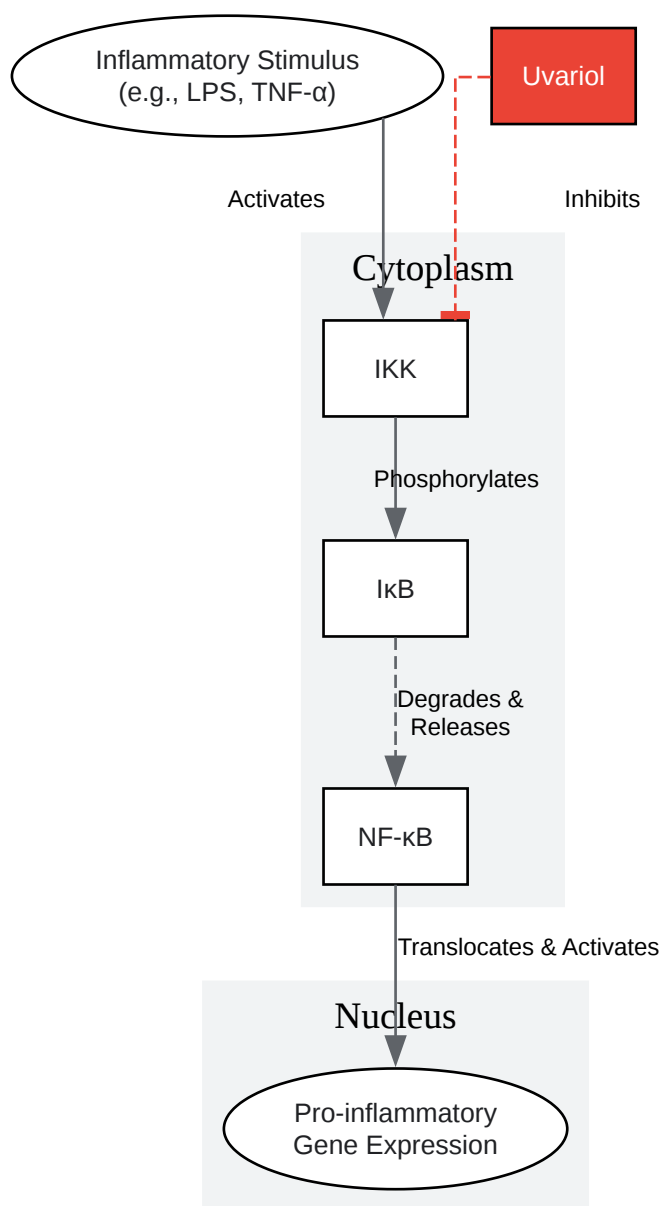 Inflammatory Stimulus
(e.g., LPS, TNF-α)
Uvariol
Activates
Inhibits
Cytoplasm
IKK
Phosphorylates
IκB
Degrades &
Releases
NF-κB
Translocates & Activates
Nucleus
Pro-inflammatory
Gene Expression